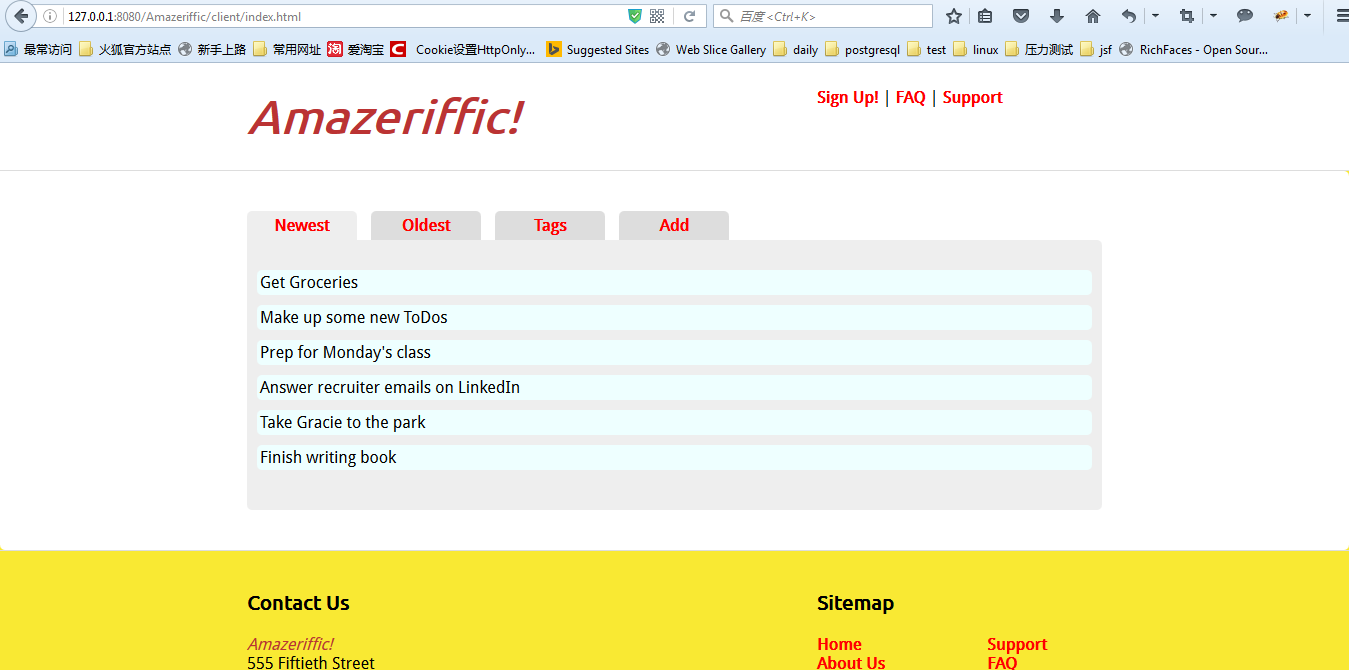 127.0.0.1:8080/Amazeriffic/client/index.html 百度 <Ctrl+K>
最常访问 火狐官方站点 新手上路 常用网址 淘 爱淘宝 C Cookie设置HttpOnly... b Suggested Sites Web Slice Gallery daily postgresql test linux 压力测试 jsf RichFaces - Open Sour...
Amazeriffic!
Sign Up! | FAQ | Support
Newest Oldest Tags Add
Get Groceries
Make up some new ToDos
Prep for Monday's class
Answer recruiter emails on LinkedIn
Take Gracie to the park
Finish writing book
Contact Us Sitemap
Amazeriffic! Home Support
555 Fiftieth Street About Us FAQ